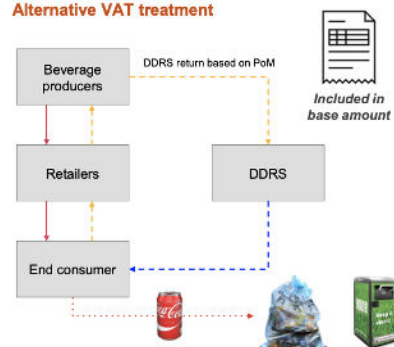 Alternative VAT treatment
Beverage
producers
DDRS return based on PoM
Included in
base amount
Retailers
DDRS
End consumer